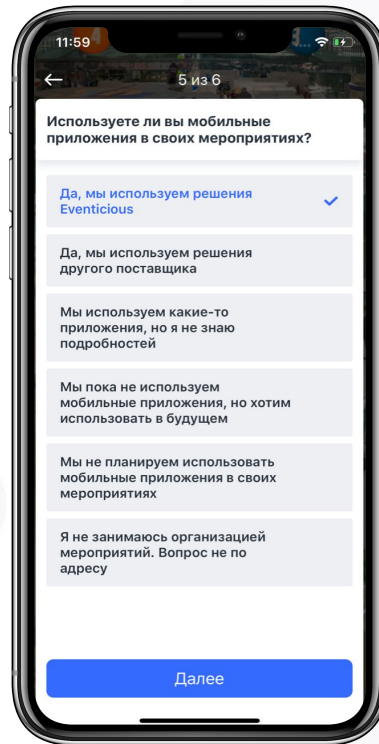 11:59
5 из 6
Используете ли вы мобильные
приложения в своих мероприятиях?
Да, мы используем решения
Eventicious
Да, мы используем решения
другого поставщика
Мы используем какие-то
приложения, но я не знаю
подробностей
Мы пока не используем
мобильные приложения, но хотим
использовать в будущем
Мы не планируем использовать
мобильные приложения в своих
мероприятиях
Я не занимаюсь организацией
мероприятий. Вопрос не по
адресу
Далее